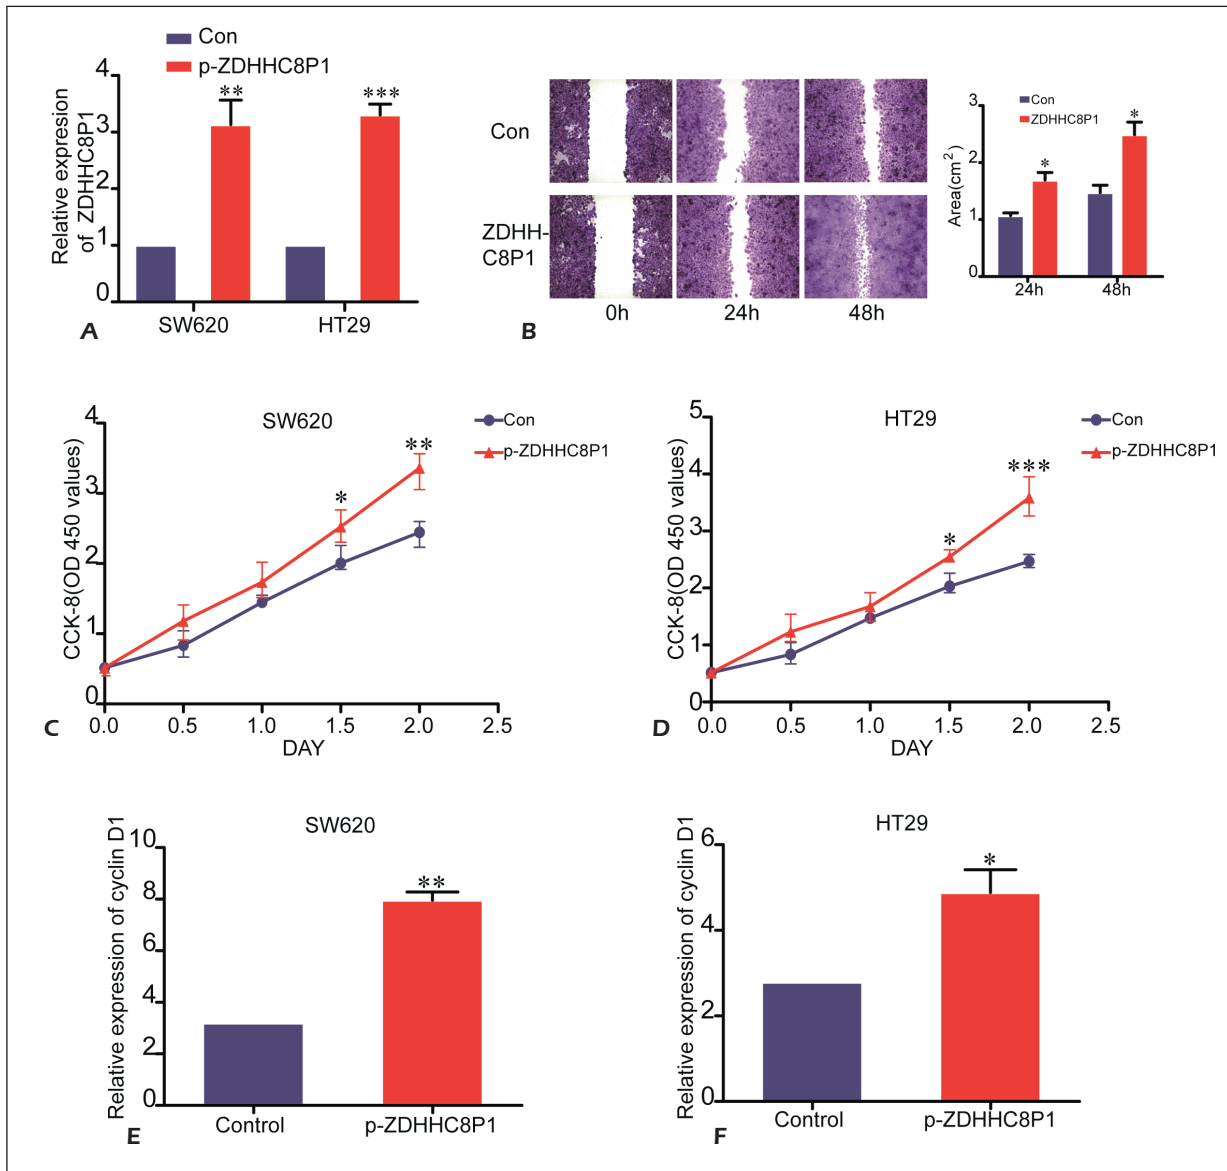 Con
p-ZDHHC8P1
Relative expression
of ZDHHC8P1
4
3
2
1
0
** ***
SW620 HT29
A
Con
ZDHH-
C8P1
0h 24h 48h
B
Con
ZDHHC8P1
Area(cm²)
3
2
1
0
* *
24h 48h
SW620
Con
p-ZDHHC8P1
CCK-8(OD 450 values)
4
3
2
1
0
* **
0.0 0.5 1.0 1.5 2.0 2.5
DAY
C
HT29
Con
p-ZDHHC8P1
CCK-8(OD 450 values)
5
4
3
2
1
0
* ***
0.0 0.5 1.0 1.5 2.0 2.5
DAY
D
SW620
Relative expression of cyclin D1
10
8
6
4
2
0
**
Control p-ZDHHC8P1
E
HT29
Relative expression of cyclin D1
6
4
2
0
*
Control p-ZDHHC8P1
F